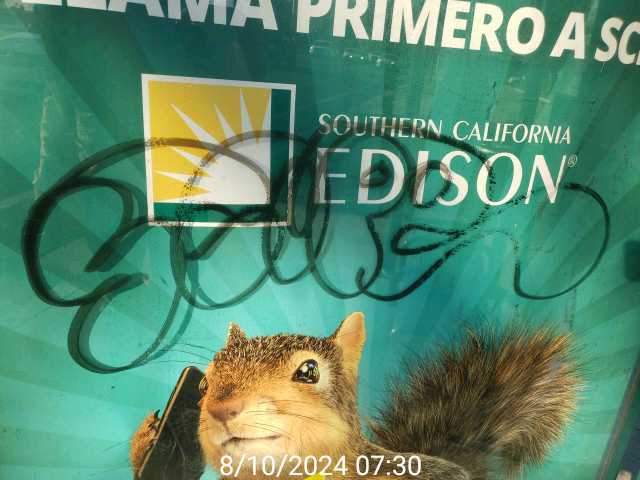 LLAMA PRIMERO A SC
SOUTHERN CALIFORNIA
EDISON®
8/10/2024 07:30